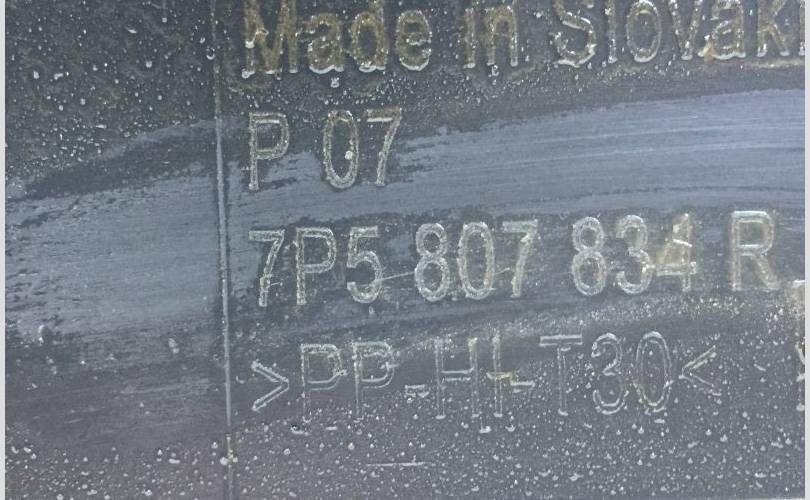 Made in Slovak
P 07
7P5 807 834 R
>PP-HI-T30<